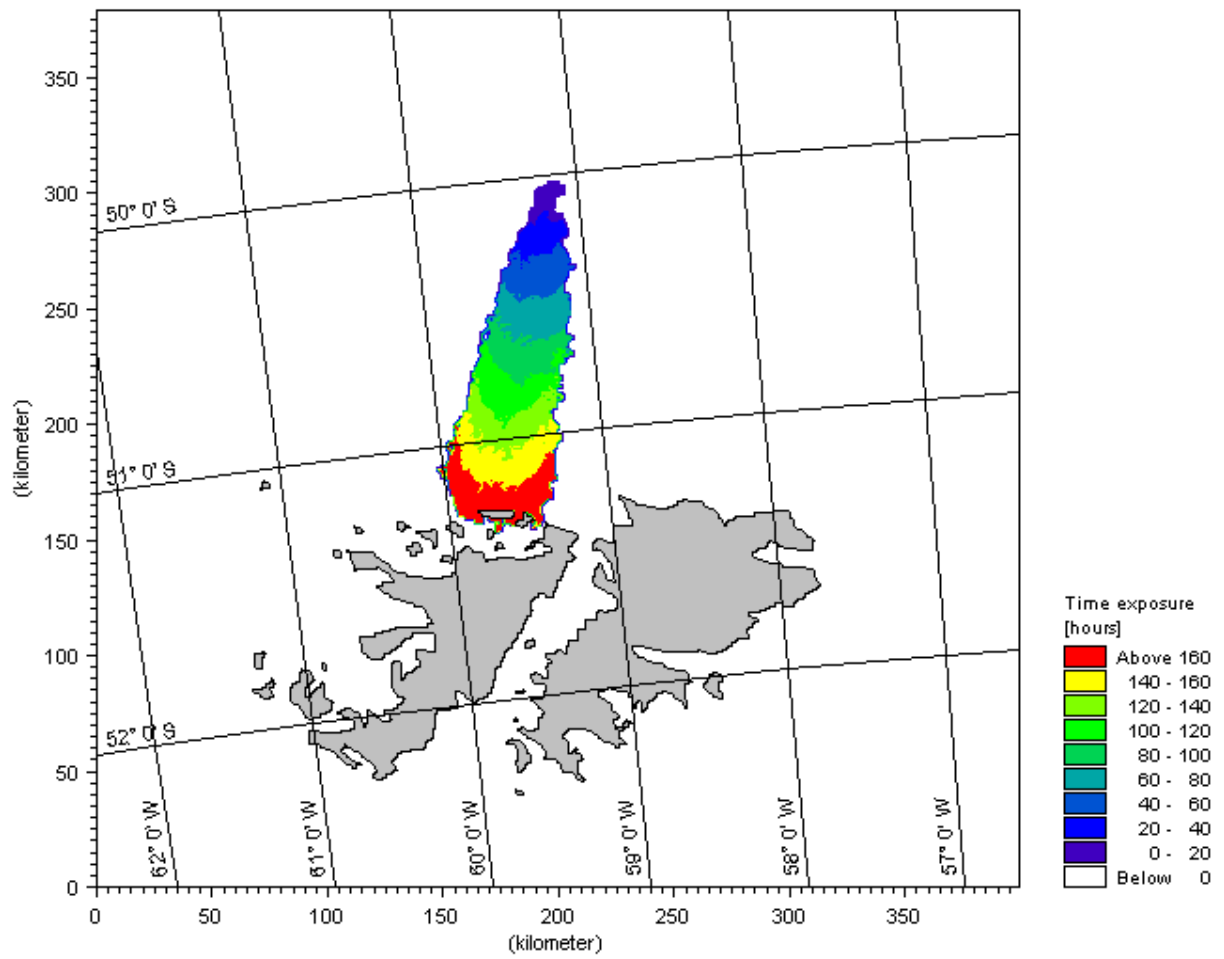 350
300
250
200
150
100
50
0
(kilometer)
50° 0' S
51° 0' S
52° 0' S
62° 0' W
61° 0' W
60° 0' W
59° 0' W
58° 0' W
57° 0' W
0
50
100
150
200
250
300
350
(kilometer)
Time exposure
[hours]
Above 160
140 - 160
120 - 140
100 - 120
80 - 100
60 - 80
40 - 60
20 - 40
0 - 20
Below 0